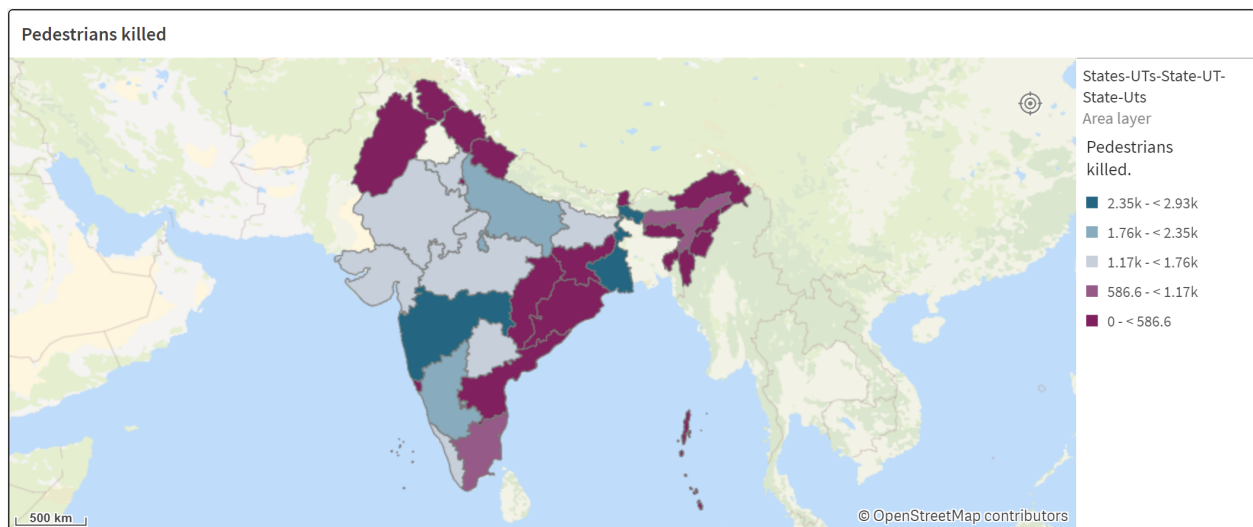 Pedestrians killed
States-UTs-State-UT-
State-Uts
Area layer
Pedestrians
killed.
2.35k - < 2.93k
1.76k - < 2.35k
1.17k - < 1.76k
586.6 - < 1.17k
0 - < 586.6
500 km
© OpenStreetMap contributors